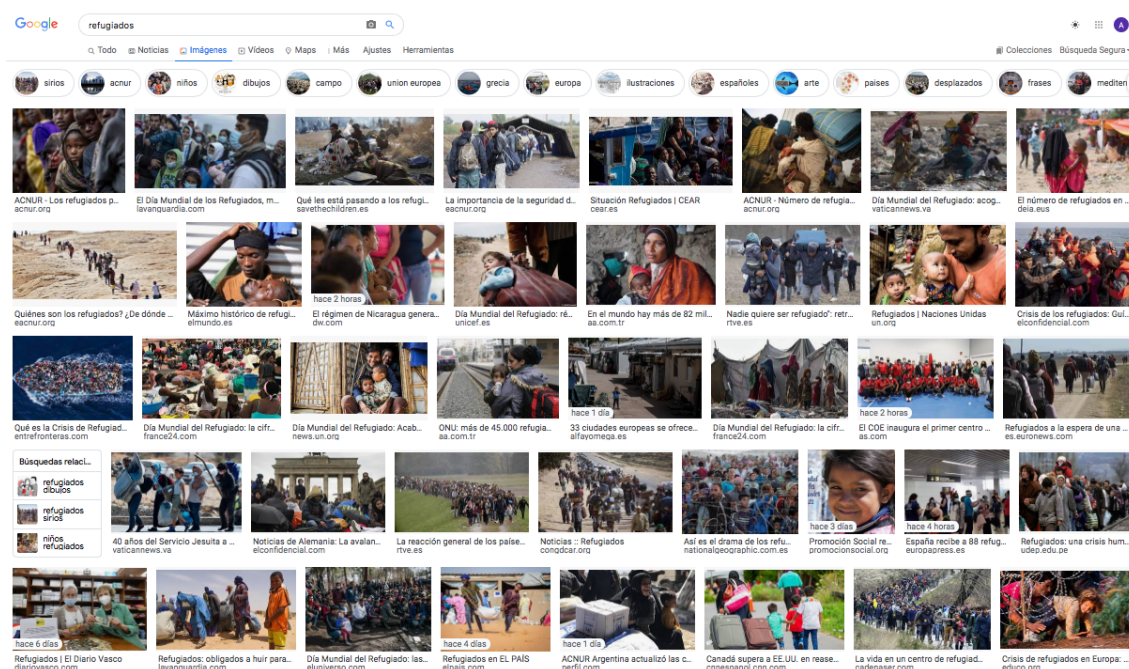 Google
refugiados
A
Todo Noticias Imágenes Vídeos Maps Más Ajustes Herramientas
Colecciones Búsqueda Segura
sirios acnur niños dibujos campo union europea grecia europa ilustraciones españoles arte paises desplazados frases mediterr
ACNUR - Los refugiados p... El Día Mundial de los Refugiados, m... Qué les está pasando a los refugi... La importancia de la seguridad d... Situación Refugiados | CEAR ACNUR - Número de refugia... Día Mundial del Refugiado: acog... El número de refugiados en ...
acnur.org lavanguardia.com savethechildren.es eacnur.org cear.es acnur.org vaticannews.va deia.eus
hace 2 horas
Quiénes son los refugiados? ¿De dónde ... Máximo histórico de refugi... El régimen de Nicaragua genera... Día Mundial del Refugiado: ré... En el mundo hay más de 82 mil... Nadie quiere ser refugiado": retr... Refugiados | Naciones Unidas Crisis de los refugiados: Guí...
eacnur.org elmundo.es dw.com unicef.es aa.com.tr rtve.es un.org elconfidencial.com
hace 1 día hace 2 horas
Qué es la Crisis de Refugiad... Día Mundial del Refugiado: la cifr... Día Mundial del Refugiado: Acab... ONU: más de 45.000 refugia... 33 ciudades europeas se ofrece... Día Mundial del Refugiado: la cifr... El COE inaugura el primer centro ... Refugiados a la espera de una ...
entrefronteras.com france24.com news.un.org aa.com.tr alfayomega.es france24.com as.com es.euronews.com
Búsquedas relaci...
refugiados
dibujos
refugiados
sirios
niños
refugiados
hace 3 días hace 4 horas
40 años del Servicio Jesuita a ... Noticias de Alemania: La avalan... La reacción general de los paíse... Noticias :: Refugiados Así es el drama de los refu... Promoción Social re... España recibe a 88 refug... Refugiados: una crisis hum...
vaticannews.va elconfidencial.com rtve.es congdcar.org nationalgeographic.com.es promocionsocial.org europapress.es udep.edu.pe
hace 6 días hace 4 días hace 1 día
Refugiados | El Diario Vasco Refugiados: obligados a huir para... Día Mundial del Refugiado: las... Refugiados en EL PAÍS ACNUR Argentina actualizó las c... Canadá supera a EE.UU. en rease... La vida en un centro de refugiad... Crisis de refugiados en Europa: ...
diariovasco.com lavanguardia.com eluniverso.com elpais.com perfil.com cnnespanol.cnn.com cadenaser.com educo.org